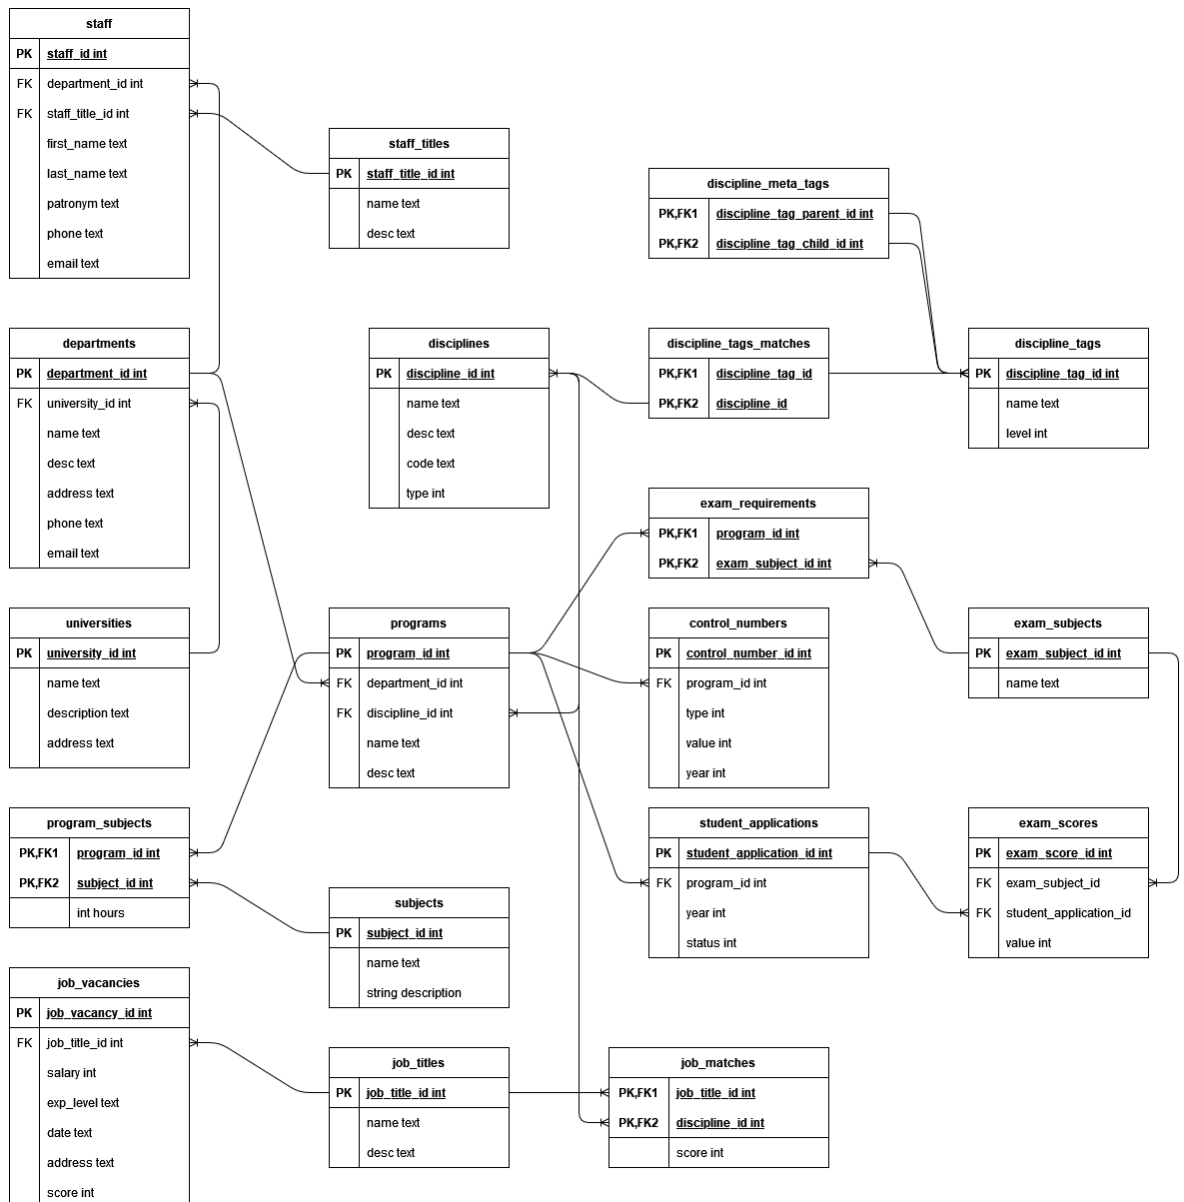 staff
PK staff_id int
FK department_id int
FK staff_title_id int
first_name text
last_name text
patronym text
phone text
email text
staff_titles
PK staff_title_id int
name text
desc text
discipline_meta_tags
PK,FK1 discipline_tag_parent_id int
PK,FK2 discipline_tag_child_id int
departments
PK department_id int
FK university_id int
name text
desc text
address text
phone text
email text
disciplines
PK discipline_id int
name text
desc text
code text
type int
discipline_tags_matches
PK,FK1 discipline_tag_id
PK,FK2 discipline_id
discipline_tags
PK discipline_tag_id int
name text
level int
exam_requirements
PK,FK1 program_id int
PK,FK2 exam_subject_id int
universities
PK university_id int
name text
description text
address text
programs
PK program_id int
FK department_id int
FK discipline_id int
name text
desc text
control_numbers
PK control_number_id int
FK program_id int
type int
value int
year int
exam_subjects
PK exam_subject_id int
name text
program_subjects
PK,FK1 program_id int
PK,FK2 subject_id int
int hours
subjects
PK subject_id int
name text
string description
student_applications
PK student_application_id int
FK program_id int
year int
status int
exam_scores
PK exam_score_id int
FK exam_subject_id
FK student_application_id
value int
job_vacancies
PK job_vacancy_id int
FK job_title_id int
salary int
exp_level text
date text
address text
score int
job_titles
PK job_title_id int
name text
desc text
job_matches
PK,FK1 job_title_id int
PK,FK2 discipline_id int
score int